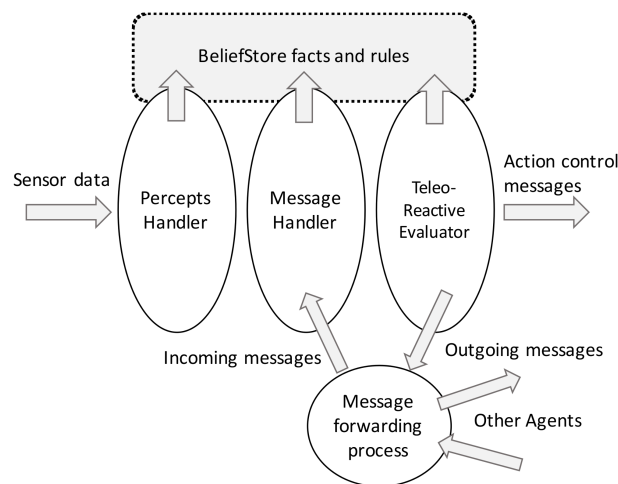 BeliefStore facts and rules
Sensor data
Percepts
Handler
Message
Handler
Teleo-
Reactive
Evaluator
Action control
messages
Incoming messages
Outgoing messages
Message
forwarding
process
Other Agents